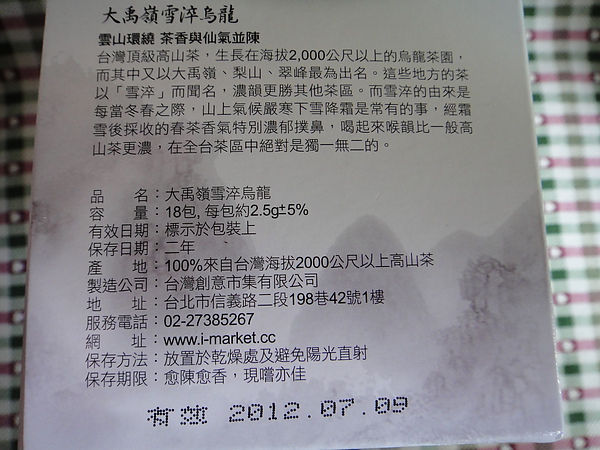 大禹嶺雪淬烏龍
雲山環繞 茶香與仙氣並陳
台灣頂級高山茶，生長在海拔2,000公尺以上的烏龍茶園，
而其中又以大禹嶺、梨山、翠峰最為出名。這些地方的茶
以「雪淬」而聞名，濃韻更勝其他茶區。而雪淬的由來是
每當冬春之際，山上氣候嚴寒下雪降霜是常有的事，經霜
雪後採收的春茶香氣特別濃郁撲鼻，喝起來喉韻比一般高
山茶更濃，在全台茶區中絕對是獨一無二的。
品　　名：大禹嶺雪淬烏龍
容　　量：18包, 每包約2.5g±5%
有效日期：標示於包裝上
保存日期：二年
產　　地：100%來自台灣海拔2000公尺以上高山茶
製造公司：台灣創意市集有限公司
地　　址：台北市信義路二段198巷42號1樓
服務電話：02-27385267
網　　址：www.i-market.cc
保存方法：放置於乾燥處及避免陽光直射
保存期限：愈陳愈香，現嚐亦佳
有效 2012.07.09